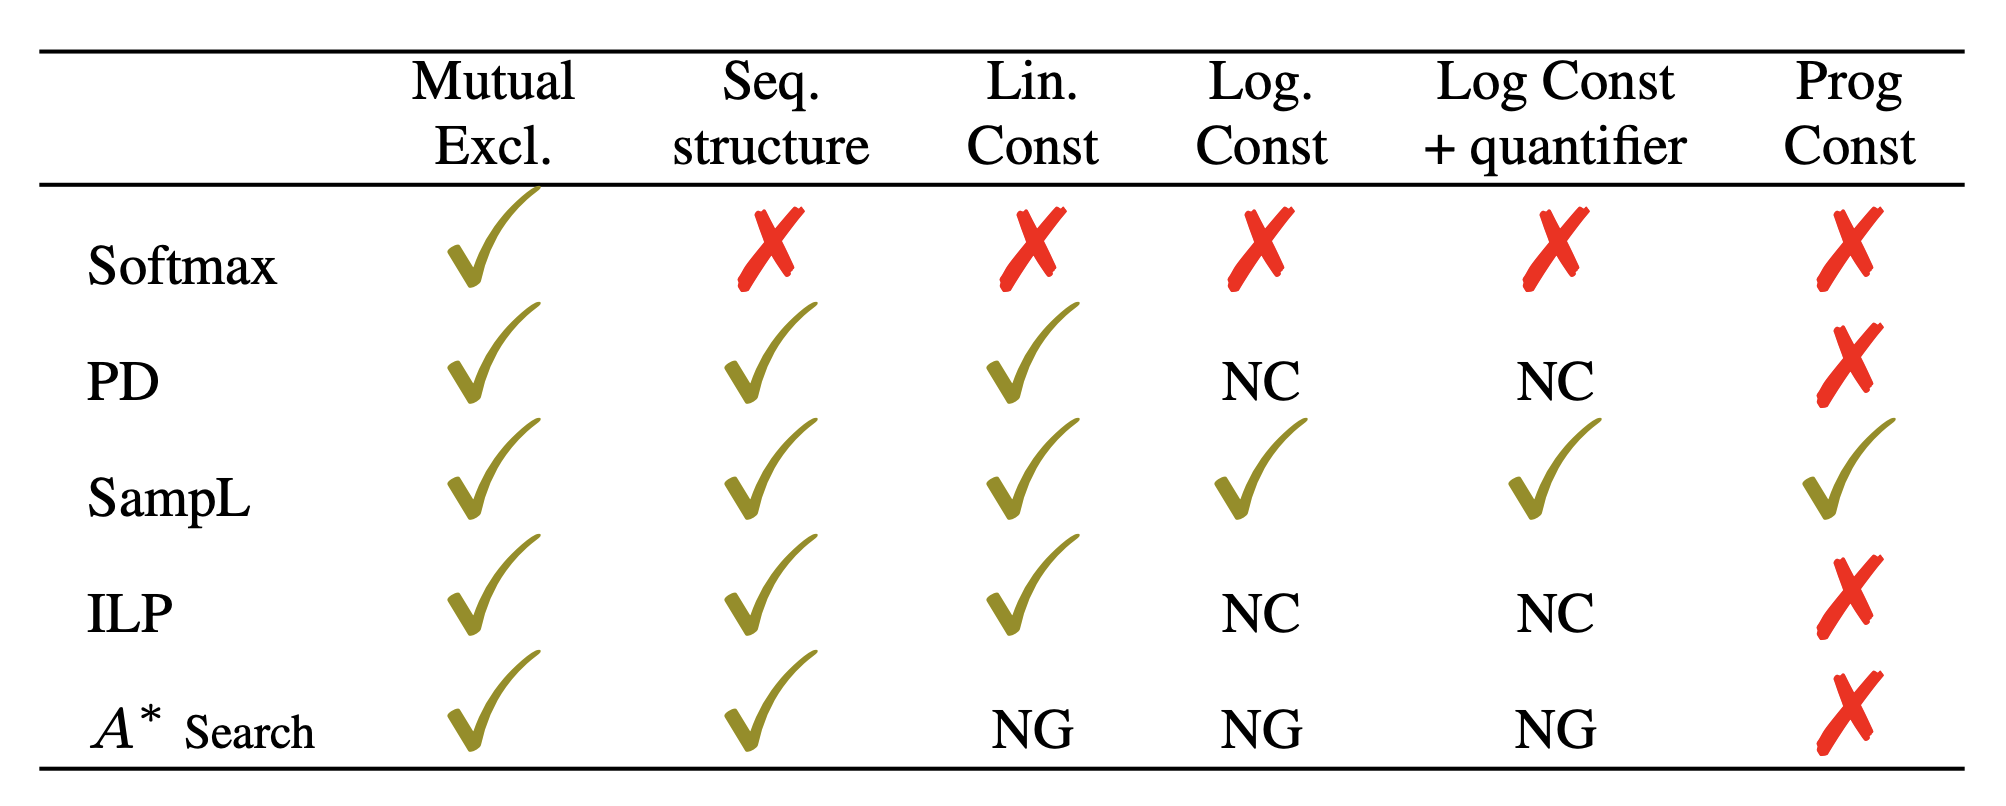 Mutual Seq. Lin. Log. Log Const Prog
Excl. structure Const Const + quantifier Const
Softmax ✓ ✗ ✗ ✗ ✗ ✗
PD ✓ ✓ ✓ NC NC ✗
SampL ✓ ✓ ✓ ✓ ✓ ✓
ILP ✓ ✓ ✓ NC NC ✗
A* Search ✓ ✓ NG NG NG ✗